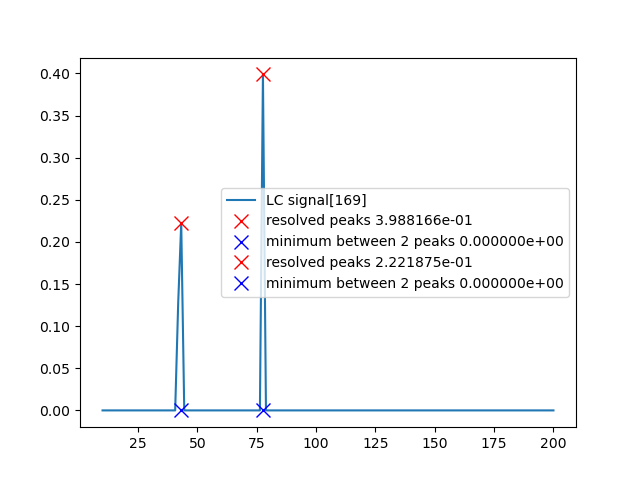 0.40
0.35
0.30
0.25
0.20
0.15
0.10
0.05
0.00
LC signal[169]
resolved peaks 3.988166e-01
minimum between 2 peaks 0.000000e+00
resolved peaks 2.221875e-01
minimum between 2 peaks 0.000000e+00
25 50 75 100 125 150 175 200